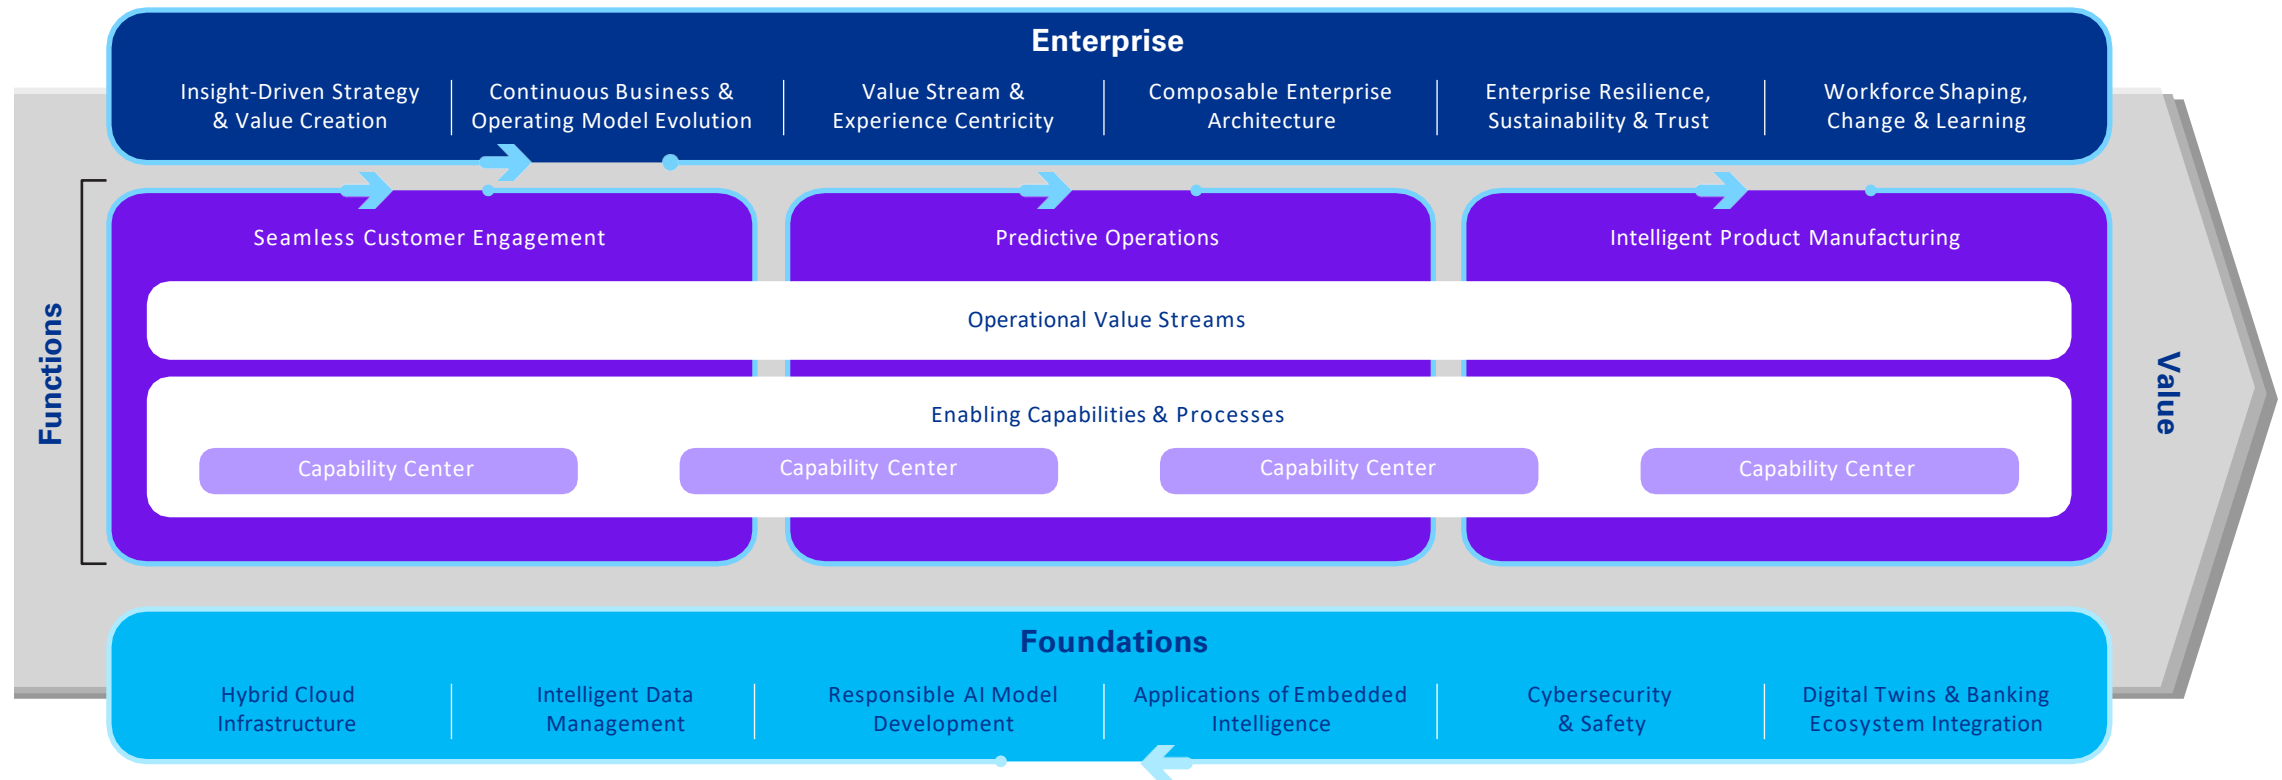 Enterprise
Insight-Driven Strategy
& Value Creation
Continuous Business &
Operating Model Evolution
Value Stream &
Experience Centricity
Composable Enterprise
Architecture
Enterprise Resilience,
Sustainability & Trust
Workforce Shaping,
Change & Learning
Functions
Seamless Customer Engagement
Predictive Operations
Intelligent Product Manufacturing
Operational Value Streams
Enabling Capabilities & Processes
Capability Center
Capability Center
Capability Center
Capability Center
Value
Foundations
Hybrid Cloud
Infrastructure
Intelligent Data
Management
Responsible AI Model
Development
Applications of Embedded
Intelligence
Cybersecurity
& Safety
Digital Twins & Banking
Ecosystem Integration